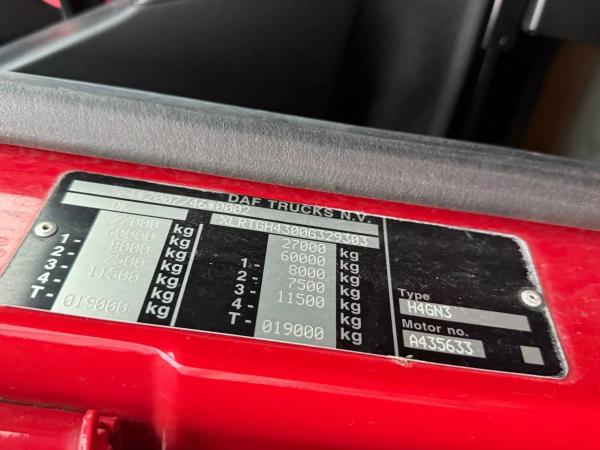 DAF TRUCKS N.V.
2007/46*0002
XLRTGH4300G329303
27000 kg 27000 kg
60000 kg 60000 kg
1- 8000 kg 1- 8000 kg
2- 7500 kg 2- 7500 kg
3- 11500 kg 3- 11500 kg
4- kg 4- kg
T- 019000 kg T- 019000 kg
Type
H4GN3
Motor no.
A435633